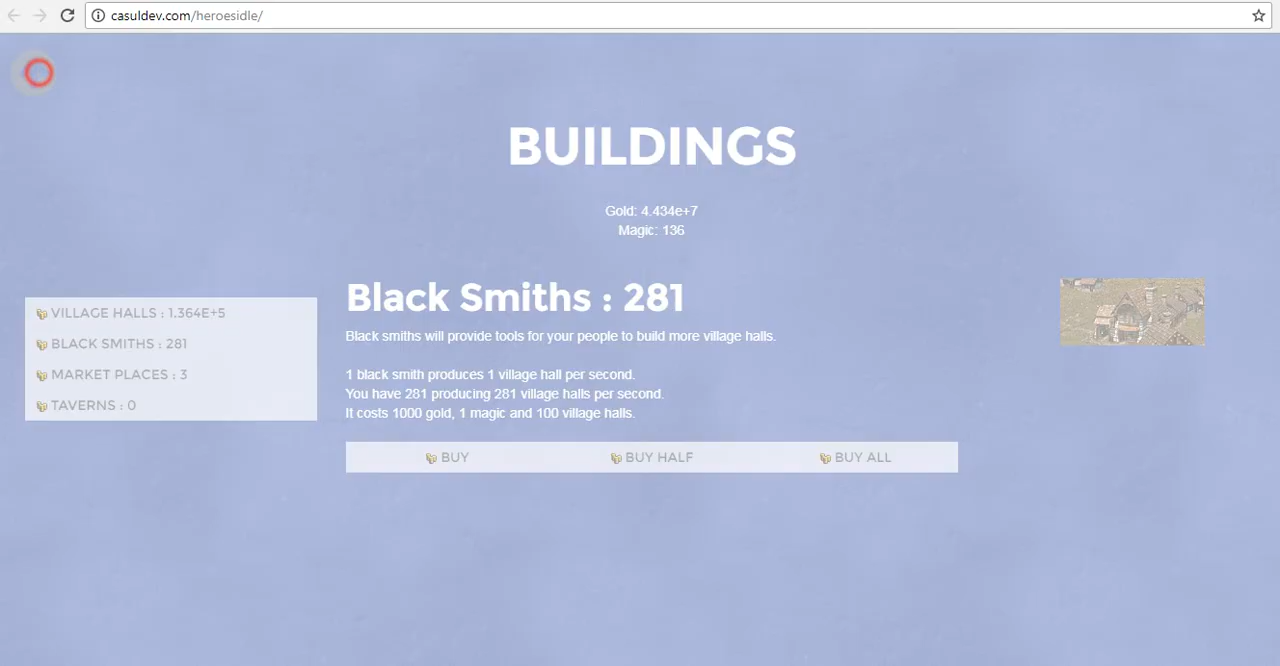 casuldev.com/heroesidle/
BUILDINGS
Gold: 4.434e+7
Magic: 136
VILLAGE HALLS : 1.364E+5
BLACK SMITHS : 281
MARKET PLACES : 3
TAVERNS : 0
Black Smiths : 281
Black smiths will provide tools for your people to build more village halls.
1 black smith produces 1 village hall per second.
You have 281 producing 281 village halls per second.
It costs 1000 gold, 1 magic and 100 village halls.
BUY BUY HALF BUY ALL